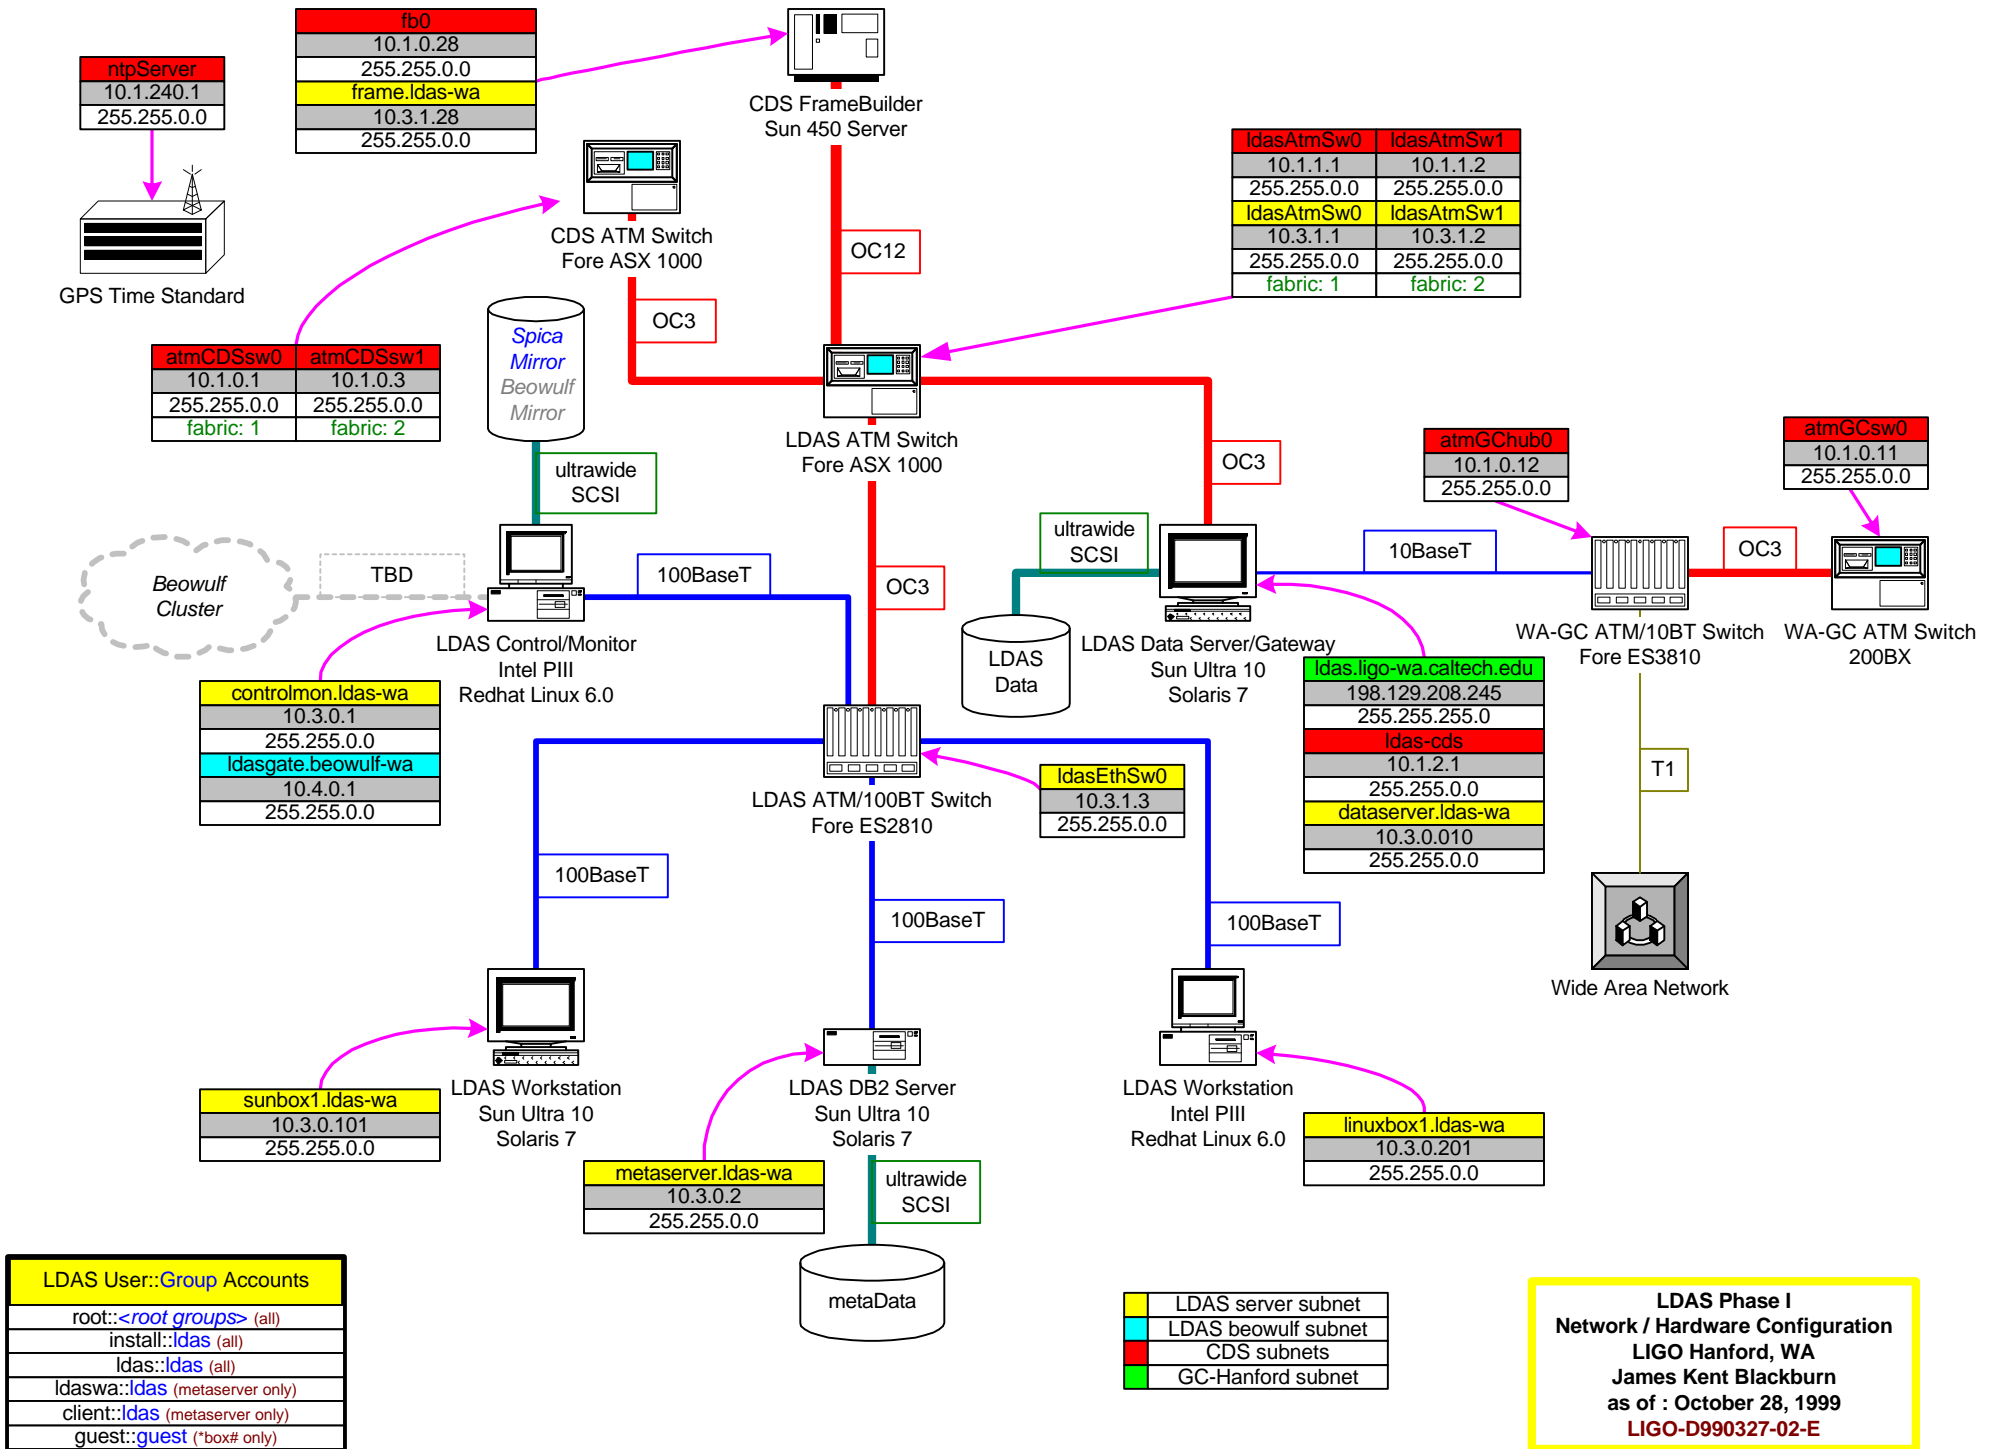 fb0
10.1.0.28
255.255.0.0
frame.ldas-wa
10.3.1.28
255.255.0.0
ntpServer
10.1.240.1
255.255.0.0
GPS Time Standard
CDS FrameBuilder
Sun 450 Server
CDS ATM Switch
Fore ASX 1000
OC12
OC3
ldasAtmSw0 ldasAtmSw1
10.1.1.1 10.1.1.2
255.255.0.0 255.255.0.0
ldasAtmSw0 ldasAtmSw1
10.3.1.1 10.3.1.2
255.255.0.0 255.255.0.0
fabric: 1 fabric: 2
atmCDSsw0 atmCDSsw1
10.1.0.1 10.1.0.3
255.255.0.0 255.255.0.0
fabric: 1 fabric: 2
Spica
Mirror
Beowulf
Mirror
ultrawide
SCSI
LDAS ATM Switch
Fore ASX 1000
OC3
atmGChub0
10.1.0.12
255.255.0.0
atmGCsw0
10.1.0.11
255.255.0.0
Beowulf
Cluster
TBD
100BaseT
OC3
ultrawide
SCSI
10BaseT
OC3
LDAS Control/Monitor
Intel PIII
Redhat Linux 6.0
LDAS
Data
LDAS Data Server/Gateway
Sun Ultra 10
Solaris 7
WA-GC ATM/10BT Switch
Fore ES3810
WA-GC ATM Switch
200BX
controlmon.ldas-wa
10.3.0.1
255.255.0.0
ldasgate.beowulf-wa
10.4.0.1
255.255.0.0
ldas.ligo-wa.caltech.edu
198.129.208.245
255.255.255.0
ldas-cds
10.1.2.1
255.255.0.0
dataserver.ldas-wa
10.3.0.010
255.255.0.0
T1
LDAS ATM/100BT Switch
Fore ES2810
ldasEthSw0
10.3.1.3
255.255.0.0
100BaseT
100BaseT
100BaseT
Wide Area Network
LDAS Workstation
Sun Ultra 10
Solaris 7
LDAS DB2 Server
Sun Ultra 10
Solaris 7
LDAS Workstation
Intel PIII
Redhat Linux 6.0
sunbox1.ldas-wa
10.3.0.101
255.255.0.0
metaserver.ldas-wa
10.3.0.2
255.255.0.0
ultrawide
SCSI
linuxbox1.ldas-wa
10.3.0.201
255.255.0.0
metaData
LDAS User::Group Accounts
root::<root groups> (all)
install::ldas (all)
ldas::ldas (all)
ldaswa::ldas (metaserver only)
client::ldas (metaserver only)
guest::guest (*box# only)
LDAS server subnet
LDAS beowulf subnet
CDS subnets
GC-Hanford subnet
LDAS Phase I
Network / Hardware Configuration
LIGO Hanford, WA
James Kent Blackburn
as of : October 28, 1999
LIGO-D990327-02-E